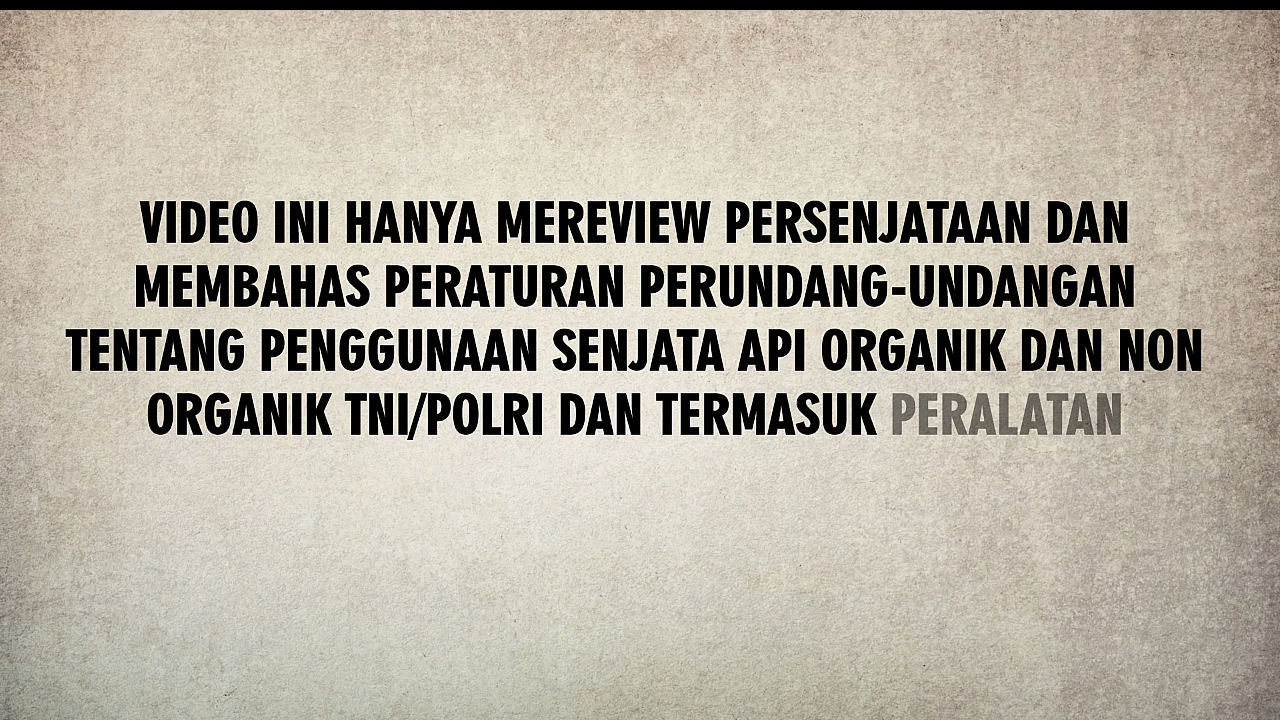 VIDEO INI HANYA MEREVIEW PERSENJATAAN DAN
MEMBAHAS PERATURAN PERUNDANG-UNDANGAN
TENTANG PENGGUNAAN SENJATA API ORGANIK DAN NON
ORGANIK TNI/POLRI DAN TERMASUK PERALATAN